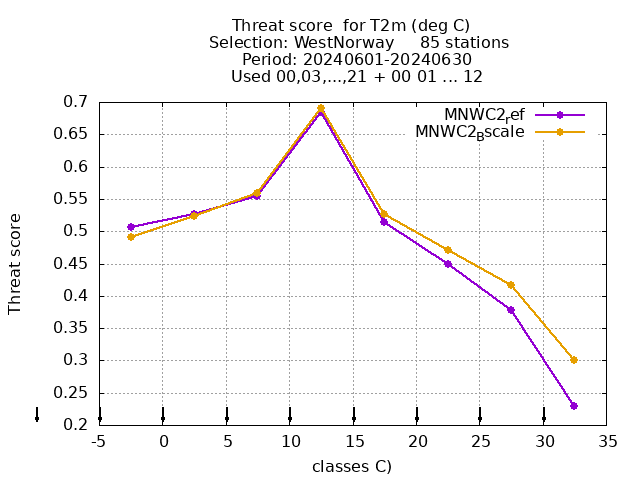 Threat score  for T2m (deg C)
Selection: WestNorway     85 stations
Period: 20240601-20240630
Used 00,03,...,21 + 00 01 ... 12
MNWC2_ref
MNWC2_Bscale
0.7
0.65
0.6
0.55
0.5
0.45
0.4
0.35
0.3
0.25
0.2
Threat score
-5 0 5 10 15 20 25 30 35
classes C)